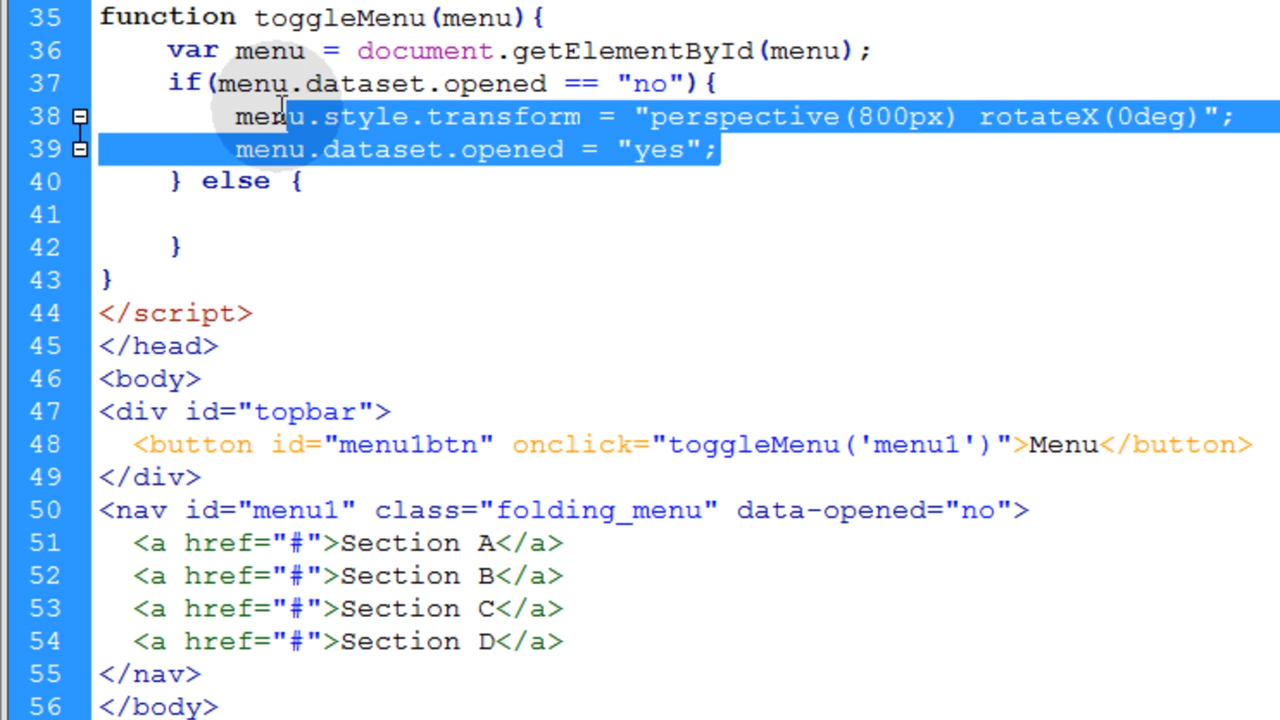 35 function toggleMenu(menu){
36 var menu = document.getElementById(menu);
37 if(menu.dataset.opened == "no"){
38 menu.style.transform = "perspective(800px) rotateX(0deg)";
39 menu.dataset.opened = "yes";
40 } else {
41
42 }
43 }
44 </script>
45 </head>
46 <body>
47 <div id="topbar">
48 <button id="menu1btn" onclick="toggleMenu('menu1')">Menu</button>
49 </div>
50 <nav id="menu1" class="folding_menu" data-opened="no">
51 <a href="#">Section A</a>
52 <a href="#">Section B</a>
53 <a href="#">Section C</a>
54 <a href="#">Section D</a>
55 </nav>
56 </body>